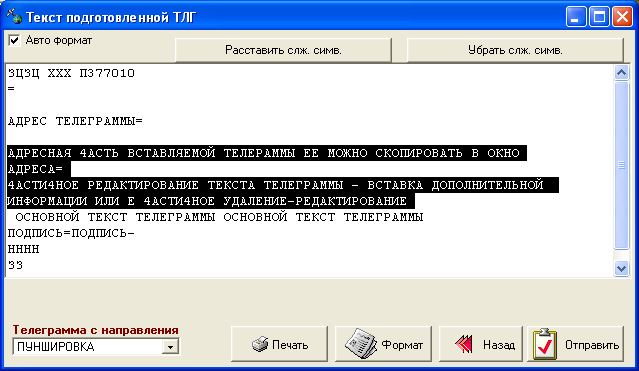 Текст подготовленной ТЛГ
Авто формат
Расставить слж. симв.
Убрать слж. симв.
ЗЦЗЦ ХХХ П377010
=
АДРЕС ТЕЛЕГРАММЫ=
АДРЕСНАЯ 4АСТЬ ВСТАВЛЯЕМОЙ ТЕЛЕРАММЫ ЕЕ МОЖНО СКОПИРОВАТЬ В ОКНО
АДРЕСА=
4АСТИ4НОЕ РЕДАКТИРОВАНИЕ ТЕКСТА ТЕЛЕГРАММЫ - ВСТАВКА ДОПОЛНИТЕЛЬНОЙ
ИНФОРМАЦИИ ИЛИ Е 4АСТИ4НОЕ УДАЛЕНИЕ-РЕДАКТИРОВАНИЕ
ОСНОВНОЙ ТЕКСТ ТЕЛЕГРАММЫ ОСНОВНОЙ ТЕКСТ ТЕЛЕГРАММЫ
ПОДПИСЬ=ПОДПИСЬ-
НННН
33
Телеграмма с направления
ПУНШИРОВКА
Печать
Формат
Назад
Отправить